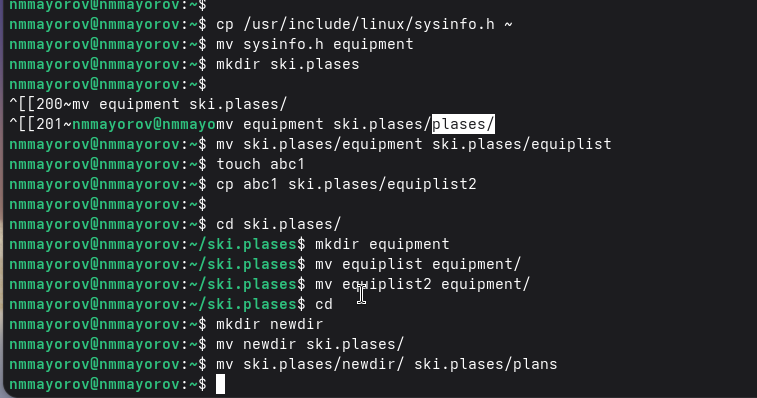 nmmayorov@nmmayorov:~$
nmmayorov@nmmayorov:~$ cp /usr/include/linux/sysinfo.h ~
nmmayorov@nmmayorov:~$ mv sysinfo.h equipment
nmmayorov@nmmayorov:~$ mkdir ski.plases
nmmayorov@nmmayorov:~$
^[[200~mv equipment ski.plases/
^[[201~nmmayorov@nmmayomv equipment ski.plases/plases/
nmmayorov@nmmayorov:~$ mv ski.plases/equipment ski.plases/equiplist
nmmayorov@nmmayorov:~$ touch abc1
nmmayorov@nmmayorov:~$ cp abc1 ski.plases/equiplist2
nmmayorov@nmmayorov:~$
nmmayorov@nmmayorov:~$ cd ski.plases/
nmmayorov@nmmayorov:~/ski.plases$ mkdir equipment
nmmayorov@nmmayorov:~/ski.plases$ mv equiplist equipment/
nmmayorov@nmmayorov:~/ski.plases$ mv equiplist2 equipment/
nmmayorov@nmmayorov:~/ski.plases$ cd
nmmayorov@nmmayorov:~$ mkdir newdir
nmmayorov@nmmayorov:~$ mv newdir ski.plases/
nmmayorov@nmmayorov:~$ mv ski.plases/newdir/ ski.plases/plans
nmmayorov@nmmayorov:~$